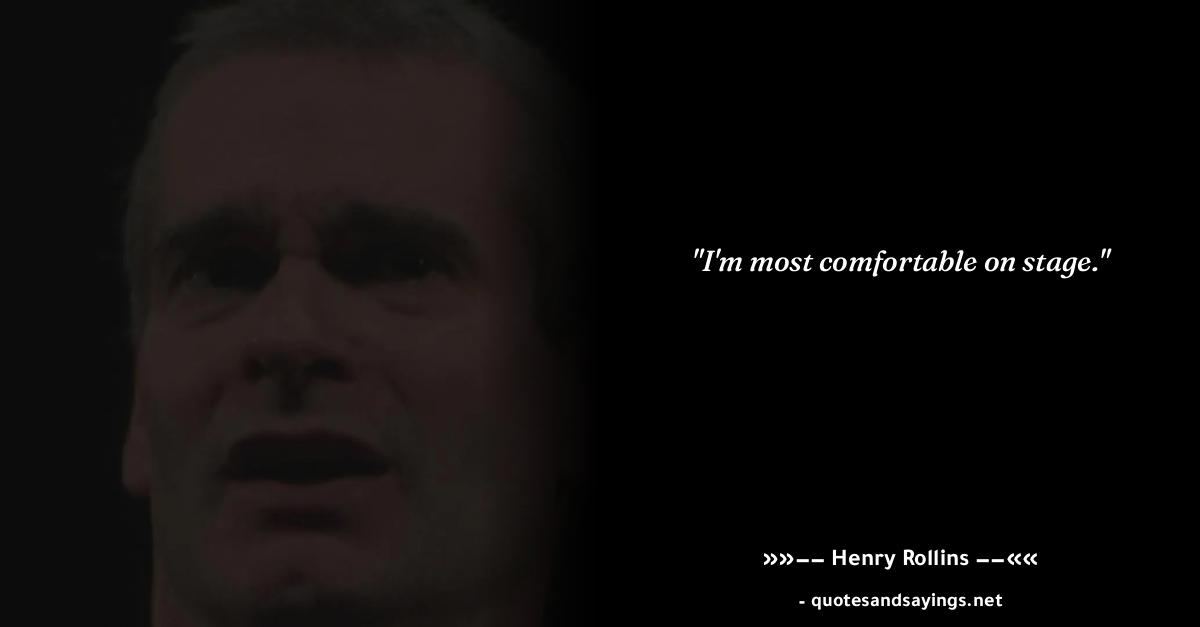 "I'm most comfortable on stage."
»»−− Henry Rollins −−««
- quotesandsayings.net